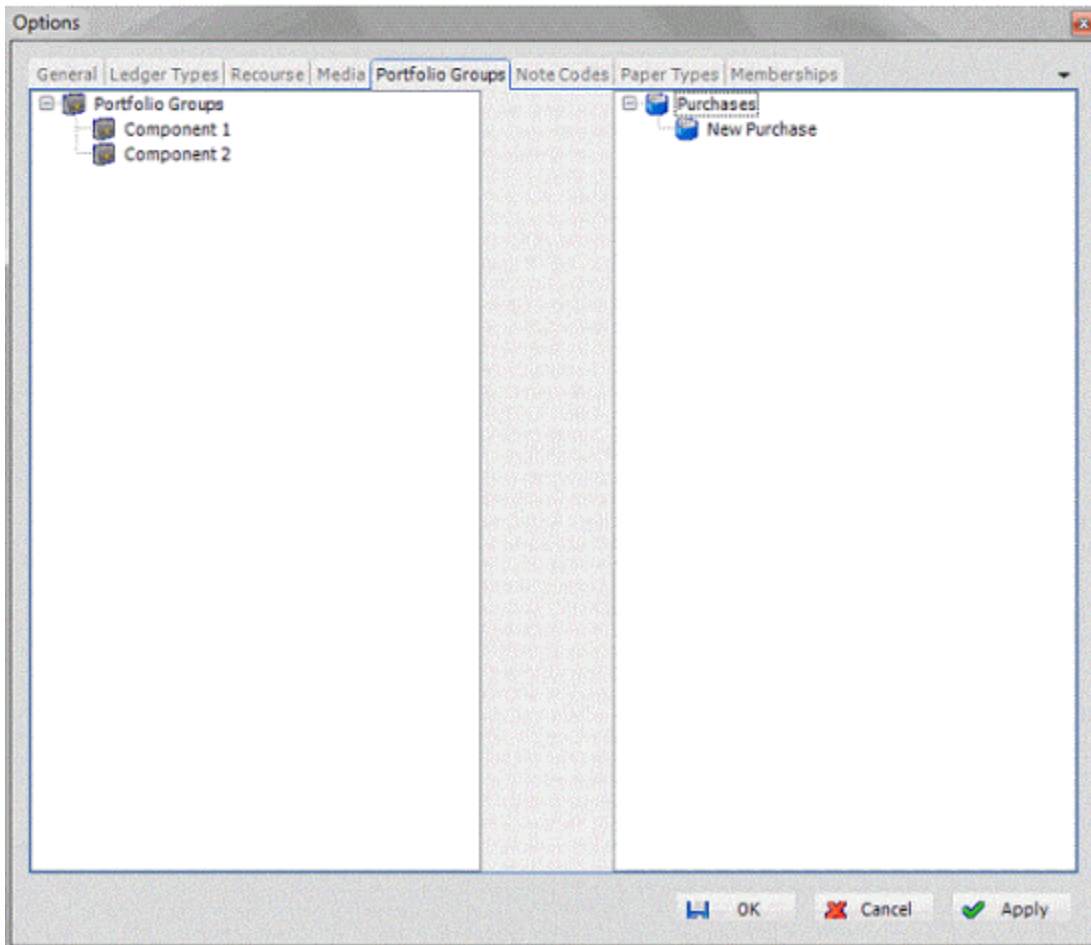 Options
General Ledger Types Recourse Media Portfolio Groups Note Codes Paper Types Memberships
Portfolio Groups
Component 1
Component 2
Purchases
New Purchase
OK Cancel Apply